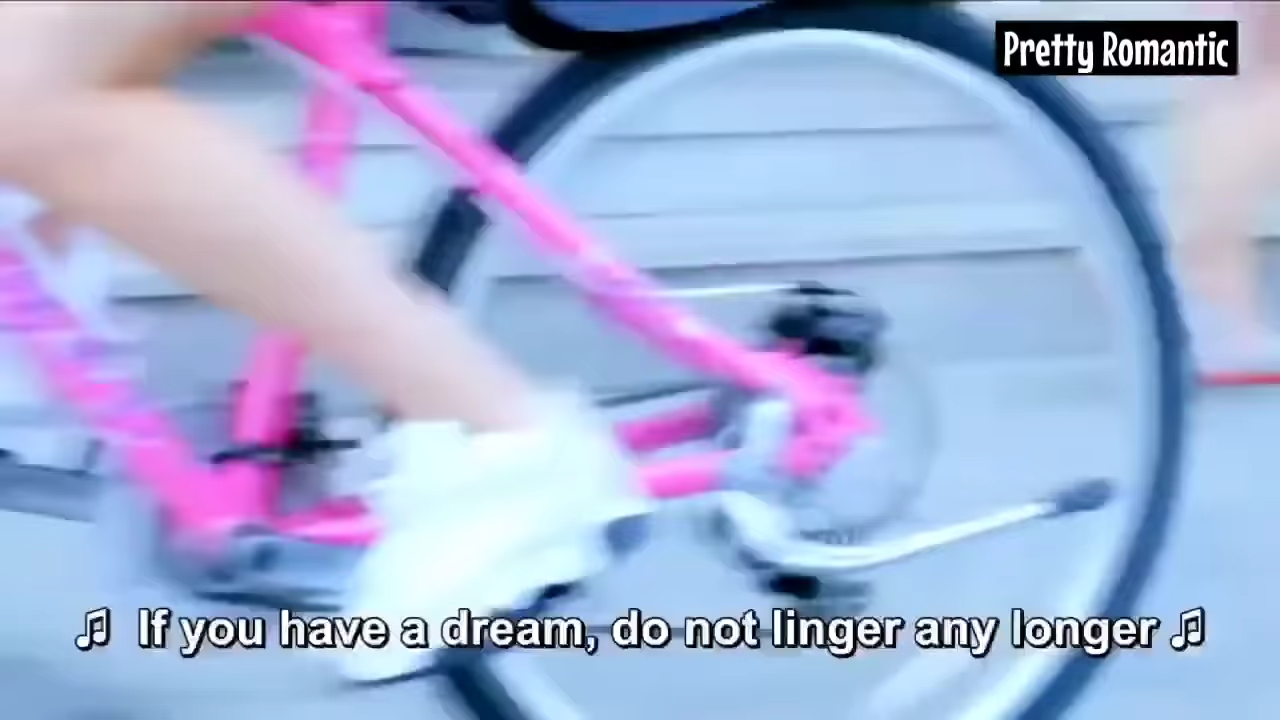 Pretty Romantic
♫ If you have a dream, do not linger any longer ♫